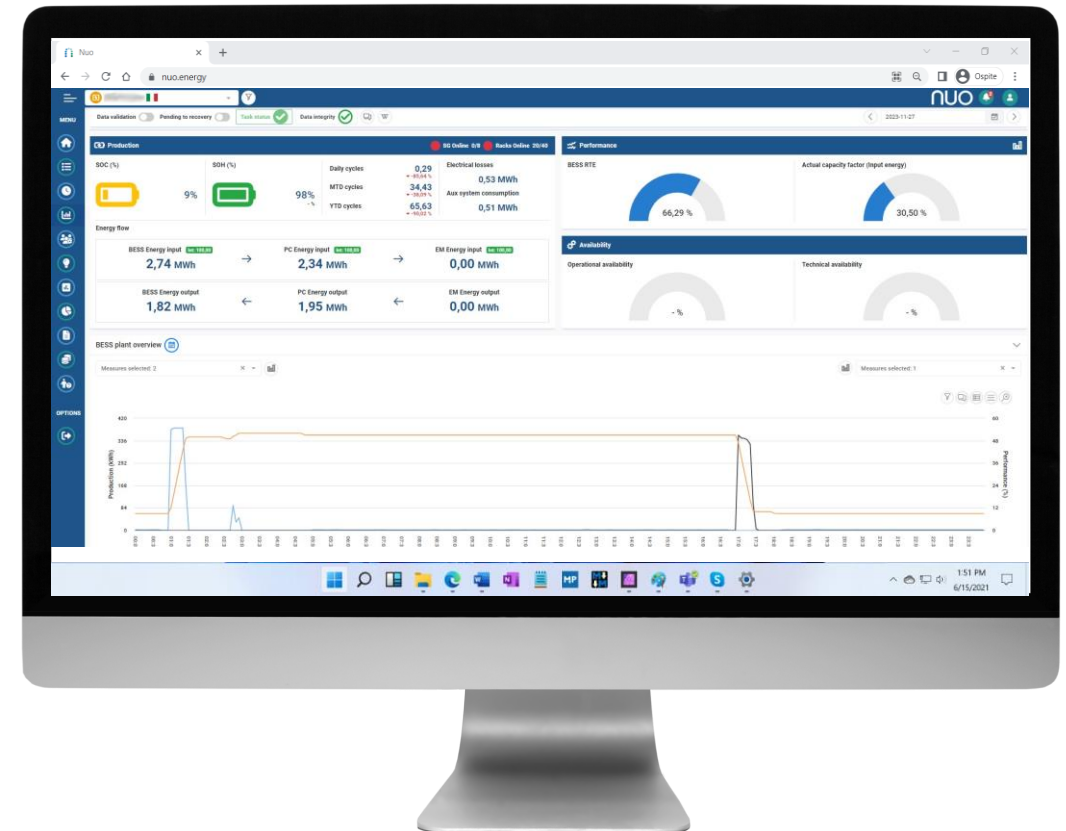 Nuo
nuo.energy
Ospite
nuo
MENU
Data validation
Pending to recovery
Task status
Data integrity
2023-11-27
Production
BG Online 0/8
Racks Online 20/40
SOC (%)
9%
SOH (%)
98%
- %
Daily cycles
0,29
MTD cycles
34,43
YTD cycles
65,63
Electrical losses
0,53 MWh
Aux system consumption
0,51 MWh
Energy flow
BESS Energy input
2,74 MWh
PC Energy input
2,34 MWh
EM Energy input
0,00 MWh
BESS Energy output
1,82 MWh
PC Energy output
1,95 MWh
EM Energy output
0,00 MWh
Performance
BESS RTE
66,29 %
Actual capacity factor (Input energy)
30,50 %
Availability
Operational availability
- %
Technical availability
- %
BESS plant overview
Measures selected: 2
Measures selected: 1
OPTIONS
Production (kWh)
420
336
252
168
84
0
Performance (%)
60
48
36
24
12
0
MP
1:51 PM
6/15/2021